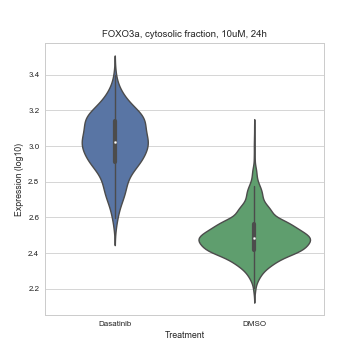 FOXO3a, cytosolic fraction, 10uM, 24h
3.4
3.2
3.0
2.8
2.6
2.4
2.2
Expression (log10)
Dasatinib DMSO
Treatment